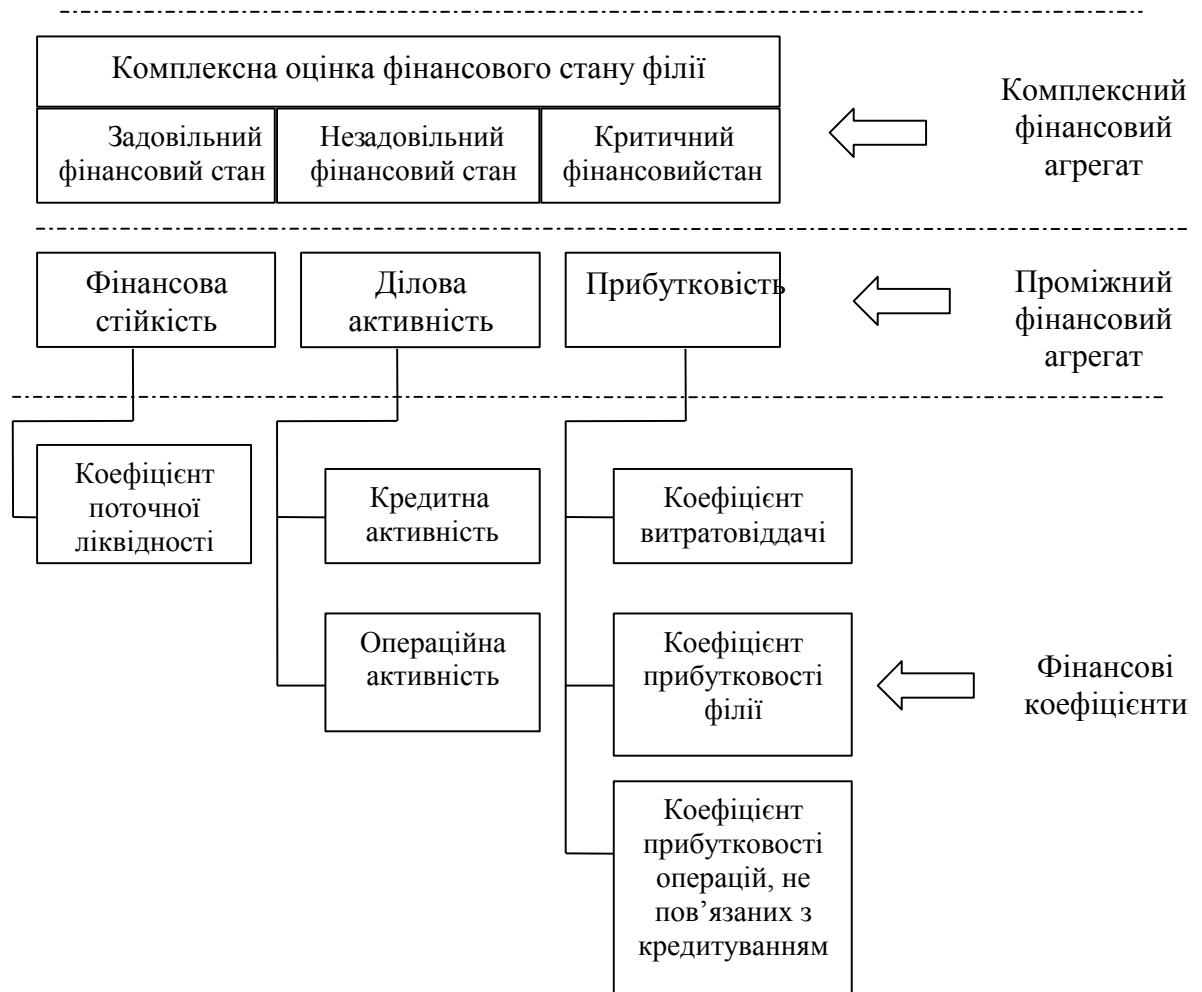 Комплексна оцінка фінансового стану філії
Задовільний
фінансовий стан
Незадовільний
фінансовий стан
Критичний
фінансовийстан
Комплексний
фінансовий
агрегат
Фінансова
стійкість
Ділова
активність
Прибутковість
Проміжний
фінансовий
агрегат
Коефіцієнт
поточної
ліквідності
Кредитна
активність
Коефіцієнт
витратовіддачі
Операційна
активність
Коефіцієнт
прибутковості
філії
Фінансові
коефіцієнти
Коефіцієнт
прибутковості
операцій, не
пов’язаних з
кредитуванням